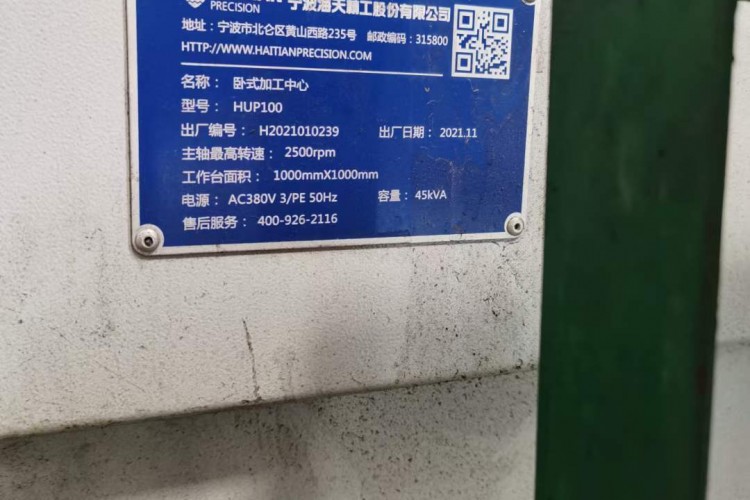 宁波海天精工股份有限公司
PRECISION
地址：宁波市北仑区黄山西路235号 邮政编码：315800
HTTP://WWW.HAITIANPRECISION.COM
名称： 卧式加工中心
型号： HUP100
出厂编号： H2021010239 出厂日期： 2021.11
主轴最高转速： 2500rpm
工作台面积： 1000mmX1000mm
电源： AC380V 3/PE 50Hz 容量： 45kVA
售后服务： 400-926-2116